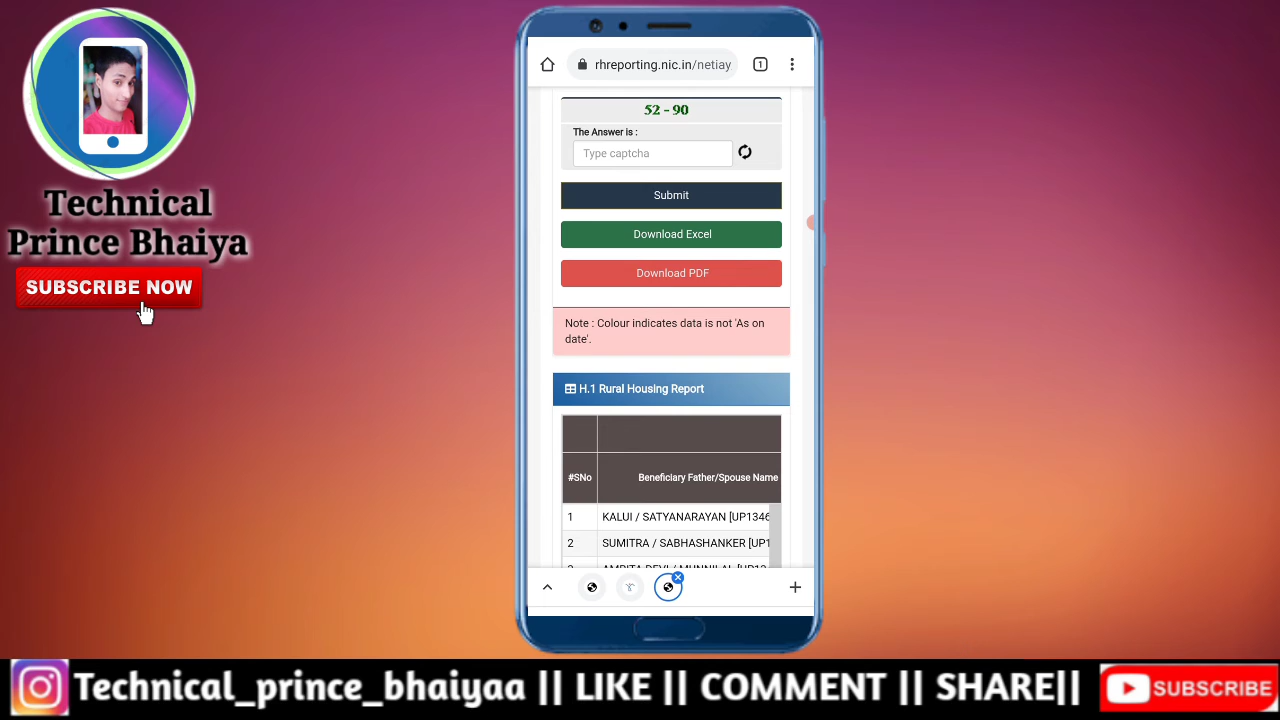 Technical
Prince Bhaiya
SUBSCRIBE NOW
rhreporting.nic.in/netiay
1
52 - 90
The Answer is :
Type captcha
Submit
Download Excel
Download PDF
Note : Colour indicates data is not 'As on
date'.
H.1 Rural Housing Report
#SNo Beneficiary Father/Spouse Name
1 KALUI / SATYANARAYAN [UP1346
2 SUMITRA / SABHASHANKER [UP1
Technical_prince_bhaiyaa || LIKE || COMMENT || SHARE|| SUBSCRIBE